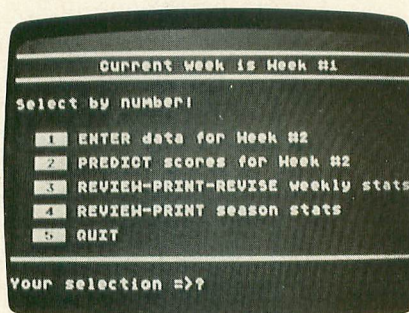 Current week is Week #1
Select by number:
1 ENTER data for Week #2
2 PREDICT scores for Week #2
3 REVIEW-PRINT-REVISE weekly stats
4 REVIEW-PRINT season stats
5 QUIT
Your selection =>?